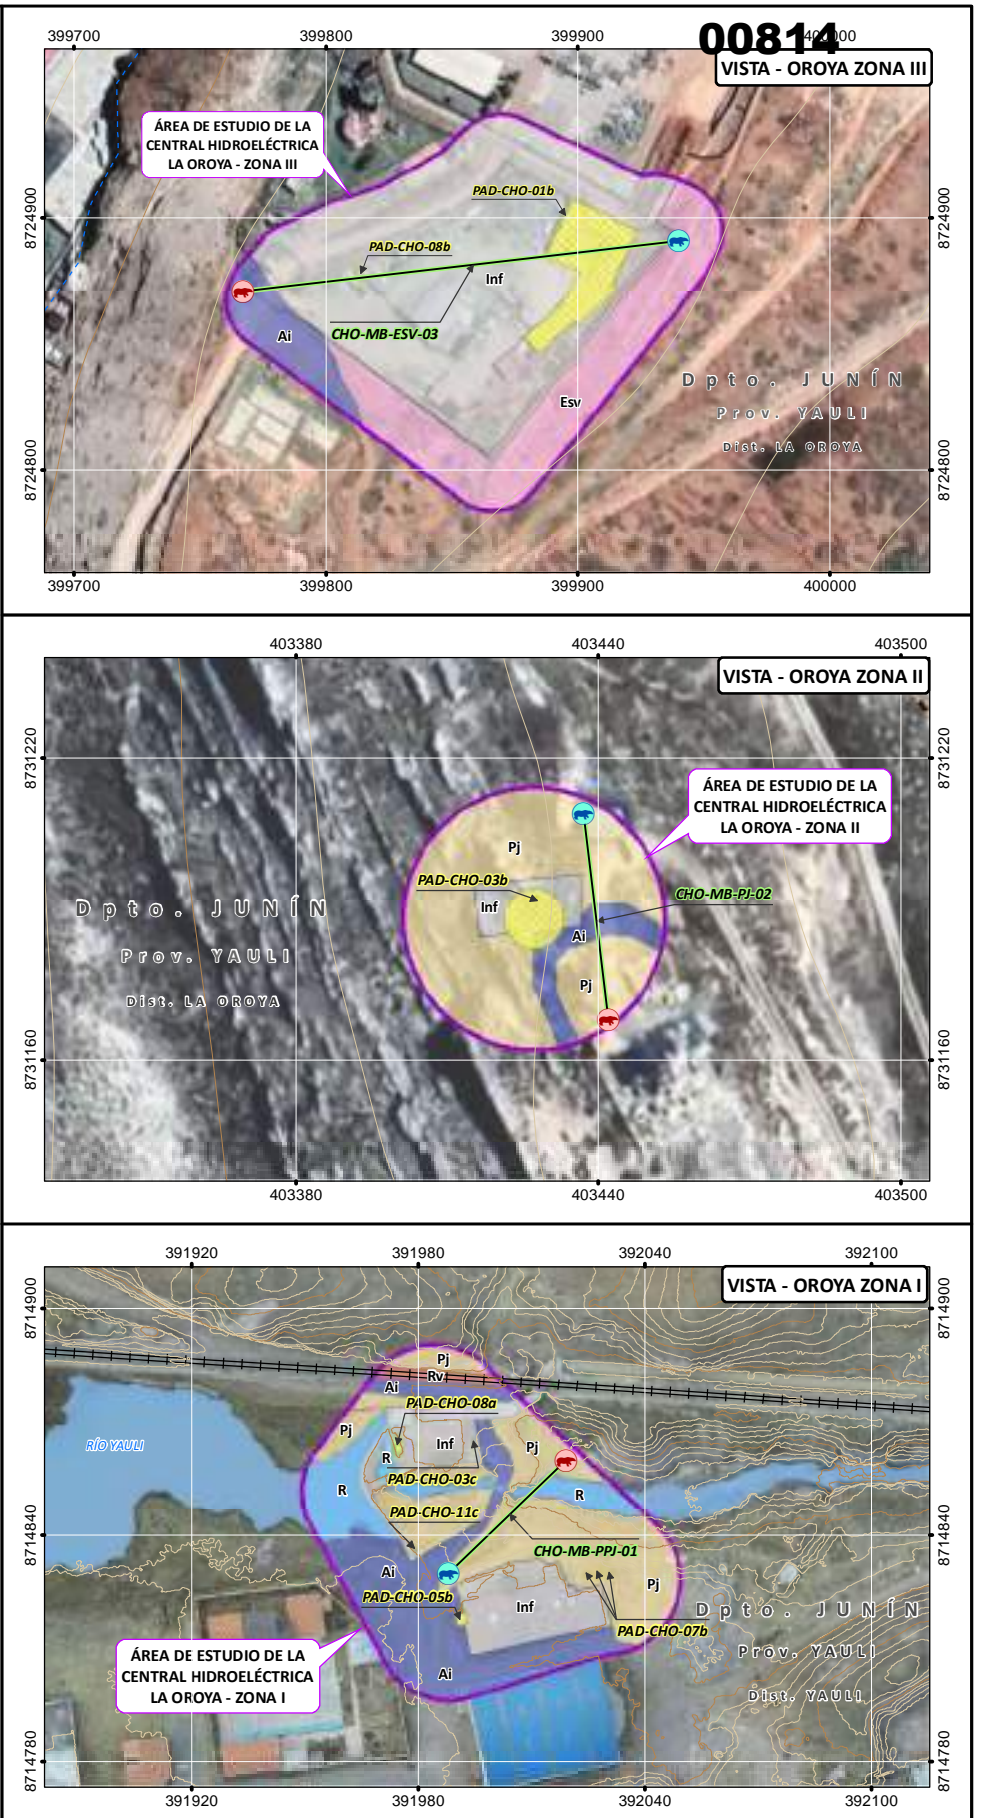 00814
399700
399800
399900
400000
VISTA - OROYA ZONA III
ÁREA DE ESTUDIO DE LA
CENTRAL HIDROELÉCTRICA
LA OROYA - ZONA III
PAD-CHO-01b
8724900
8724900
PAD-CHO-08b
Inf
Ai
CHO-MB-ESV-03
Dpto. JUNÍN
Esv
Prov. YAULI
Dist. LA OROYA
8724800
8724800
399700
399800
399900
400000
403380
403440
403500
VISTA - OROYA ZONA II
8731220
8731220
ÁREA DE ESTUDIO DE LA
CENTRAL HIDROELÉCTRICA
LA OROYA - ZONA II
Pj
PAD-CHO-03b
CHO-MB-PJ-02
Dpto. JUNÍN
Inf
Ai
Prov. YAULI
Pj
Dist. LA OROYA
8731160
8731160
403380
403440
403500
391920
391980
392040
392100
VISTA - OROYA ZONA I
8714900
8714900
Pj
Rv
Ai
PAD-CHO-08a
Pj
RÍO YAULI
Inf
Pj
R
PAD-CHO-03c
R
R
PAD-CHO-11c
8714840
8714840
CHO-MB-PPJ-01
Ai
Pj
PAD-CHO-05b
Inf
Dpto. JUNÍN
PAD-CHO-07b
Prov. YAULI
ÁREA DE ESTUDIO DE LA
CENTRAL HIDROELÉCTRICA
LA OROYA - ZONA I
Ai
Dist. YAULI
8714780
8714780
391920
391980
392040
392100